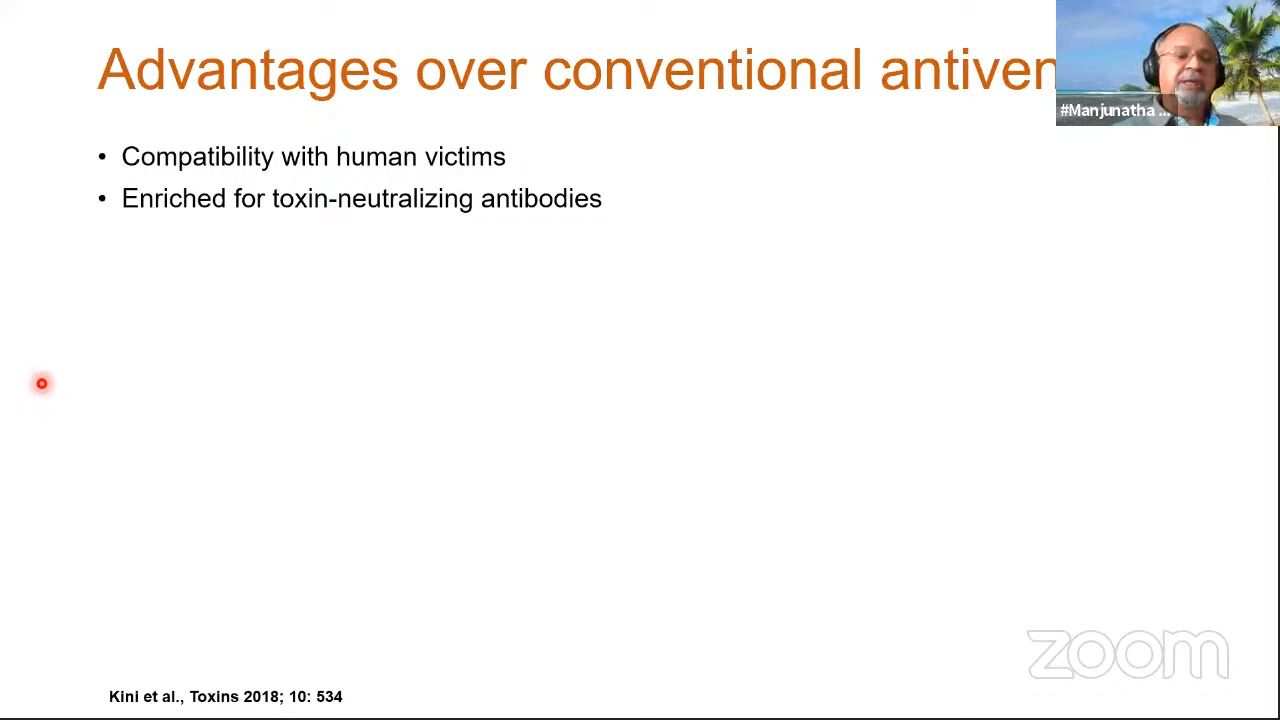 Advantages over conventional antiven
#Manjunatha ...
• Compatibility with human victims
• Enriched for toxin-neutralizing antibodies
zoom
Kini et al., Toxins 2018; 10: 534